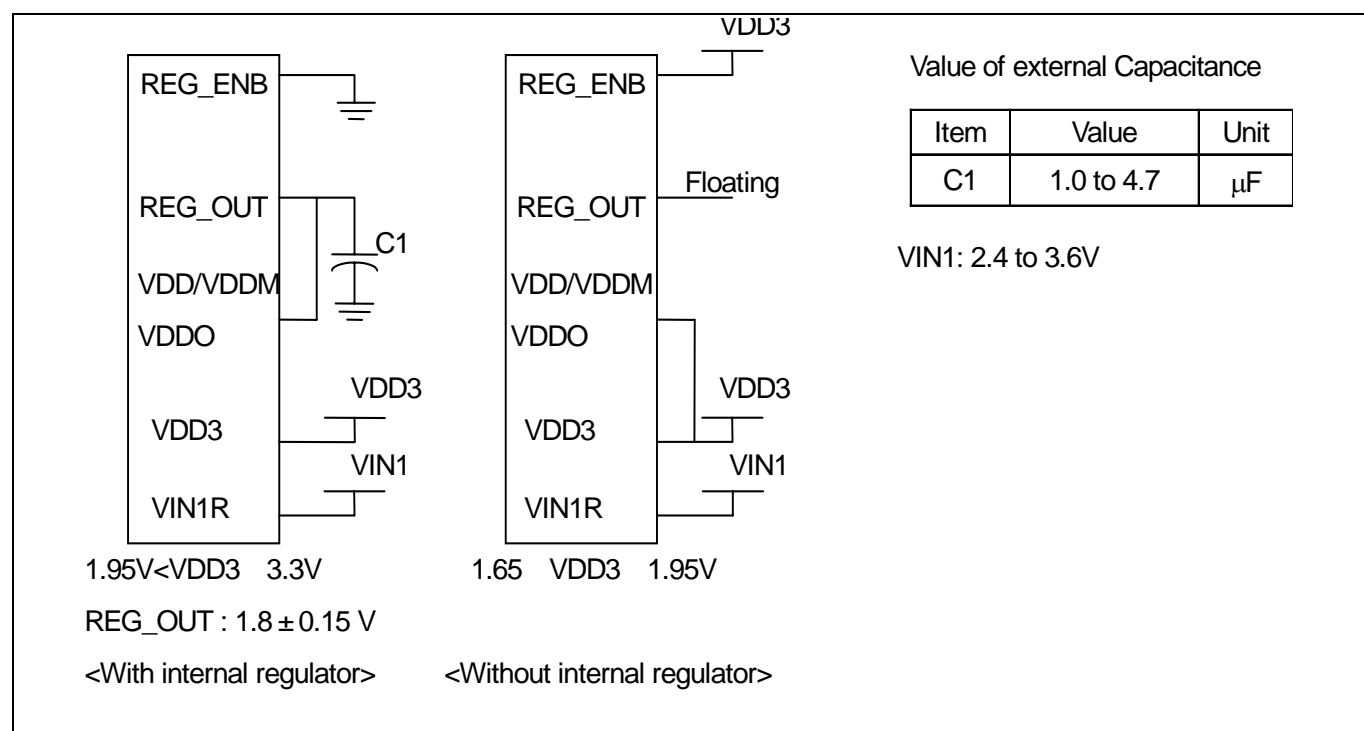 REG_ENB
REG_OUT
C1
VDD/VDDM
VDDO
VDD3
VDD3
VIN1
VIN1R
1.95V<VDD3 3.3V
REG_OUT : 1.8 ± 0.15 V
<With internal regulator>
VDD3
REG_ENB
Floating
REG_OUT
VDD/VDDM
VDDO
VDD3
VDD3
VIN1
VIN1R
1.65 VDD3 1.95V
<Without internal regulator>
Value of external Capacitance
Item Value Unit
C1 1.0 to 4.7 μF
VIN1: 2.4 to 3.6V